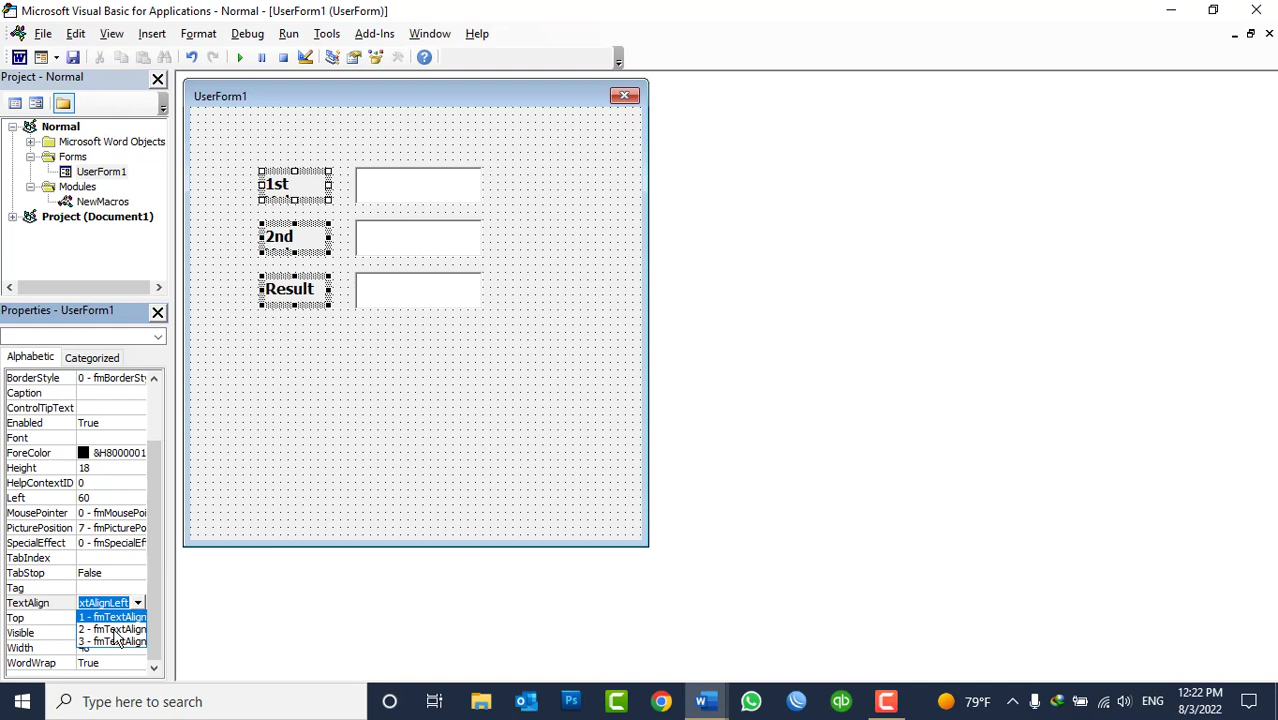 Microsoft Visual Basic for Applications - Normal - [UserForm1 (UserForm)]
File Edit View Insert Format Debug Run Tools Add-Ins Window Help
Project - Normal
Normal
Microsoft Word Objects
Forms
UserForm1
Modules
NewMacros
Project (Document1)
Properties - UserForm1
Alphabetic Categorized
BorderStyle 0 - fmBorderSty
Caption
ControlTipText
Enabled True
Font
ForeColor &H8000001
Height 18
HelpContextID 0
Left 60
MousePointer 0 - fmMousePoi
PicturePosition 7 - fmPicturePo
SpecialEffect 0 - fmSpecialEf
TabIndex
TabStop False
Tag
TextAlign xtAlignLeft
Top 1 - fmTextAlign
Visible 2 - fmTextAlign
3 - fmTextAlign
Width
WordWrap True
UserForm1
1st
2nd
Result
Type here to search
79°F
ENG
12:22 PM
8/3/2022